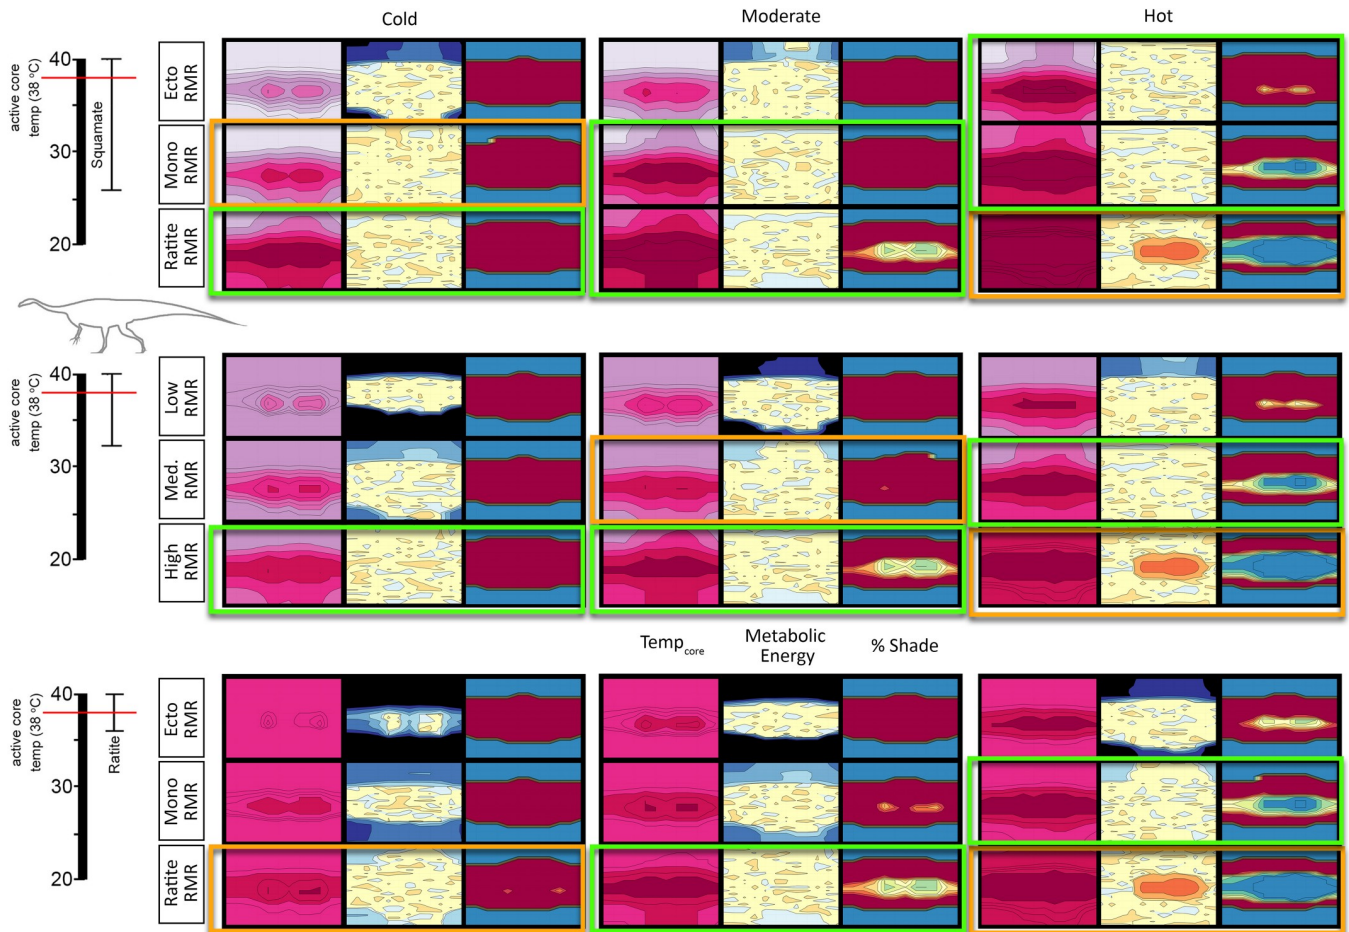 Cold
Moderate
Hot
active core
temp (38 °C)
40
30
20
Squamate
Ecto
RMR
Mono
RMR
Ratite
RMR
active core
temp (38 °C)
40
30
20
Low
RMR
Med.
RMR
High
RMR
Temp core
Metabolic
Energy
% Shade
active core
temp (38 °C)
40
30
20
Ratite
Ecto
RMR
Mono
RMR
Ratite
RMR